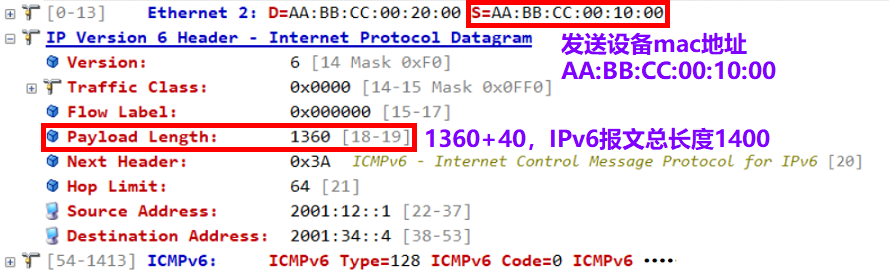 [0-13] Ethernet 2: D=AA:BB:CC:00:20:00 S=AA:BB:CC:00:10:00
IP Version 6 Header - Internet Protocol Datagram
发送设备mac地址
AA:BB:CC:00:10:00
Version: 6 [14 Mask 0xF0]
Traffic Class: 0x0000 [14-15 Mask 0x0FF0]
Flow Label: 0x000000 [15-17]
Payload Length: 1360 [18-19] 1360+40，IPv6报文总长度1400
Next Header: 0x3A ICMPv6 - Internet Control Message Protocol for IPv6 [20]
Hop Limit: 64 [21]
Source Address: 2001:12::1 [22-37]
Destination Address: 2001:34::4 [38-53]
[54-1413] ICMPv6: ICMPv6 Type=128 ICMPv6 Code=0 ICMPv6 ·····